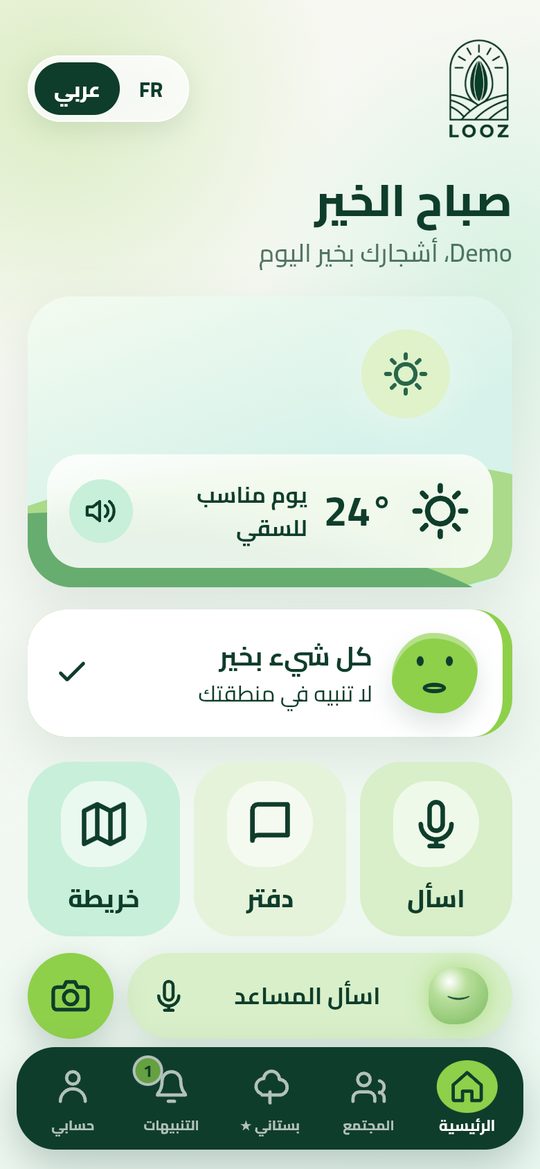 LOOZ
عربي
FR
صباح الخير
Demo، أشجارك بخير اليوم
24°
يوم مناسب
للسقي
كل شيء بخير
لا تنبيه في منطقتك
اسأل
دفتر
خريطة
اسأل المساعد
الرئيسية
المجتمع
بستاني ★
1
التنبيهات
حسابي